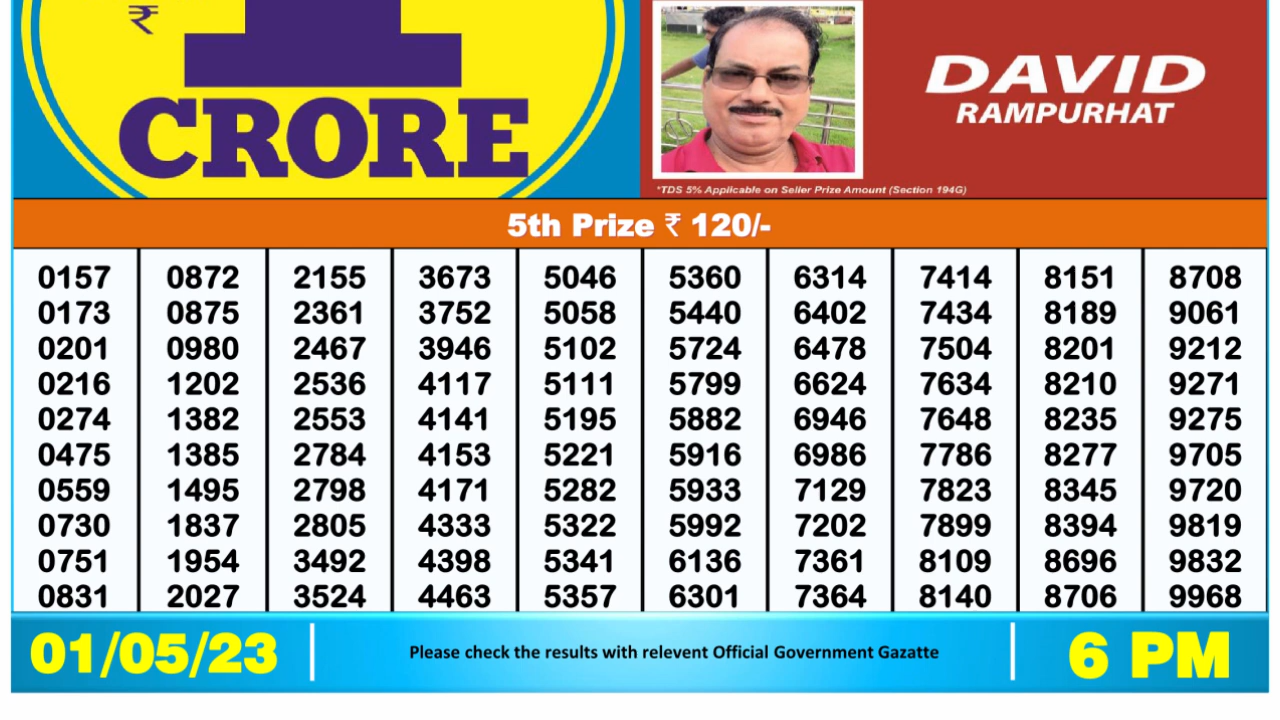 ₹
1
CRORE
DAVID
RAMPURHAT
*TDS 5% Applicable on Seller Prize Amount (Section 194G)
5th Prize ₹ 120/-
0157 0872 2155 3673 5046 5360 6314 7414 8151 8708
0173 0875 2361 3752 5058 5440 6402 7434 8189 9061
0201 0980 2467 3946 5102 5724 6478 7504 8201 9212
0216 1202 2536 4117 5111 5799 6624 7634 8210 9271
0274 1382 2553 4141 5195 5882 6946 7648 8235 9275
0475 1385 2784 4153 5221 5916 6986 7786 8277 9705
0559 1495 2798 4171 5282 5933 7129 7823 8345 9720
0730 1837 2805 4333 5322 5992 7202 7899 8394 9819
0751 1954 3492 4398 5341 6136 7361 8109 8696 9832
0831 2027 3524 4463 5357 6301 7364 8140 8706 9968
01/05/23
Please check the results with relevent Official Government Gazatte
6 PM